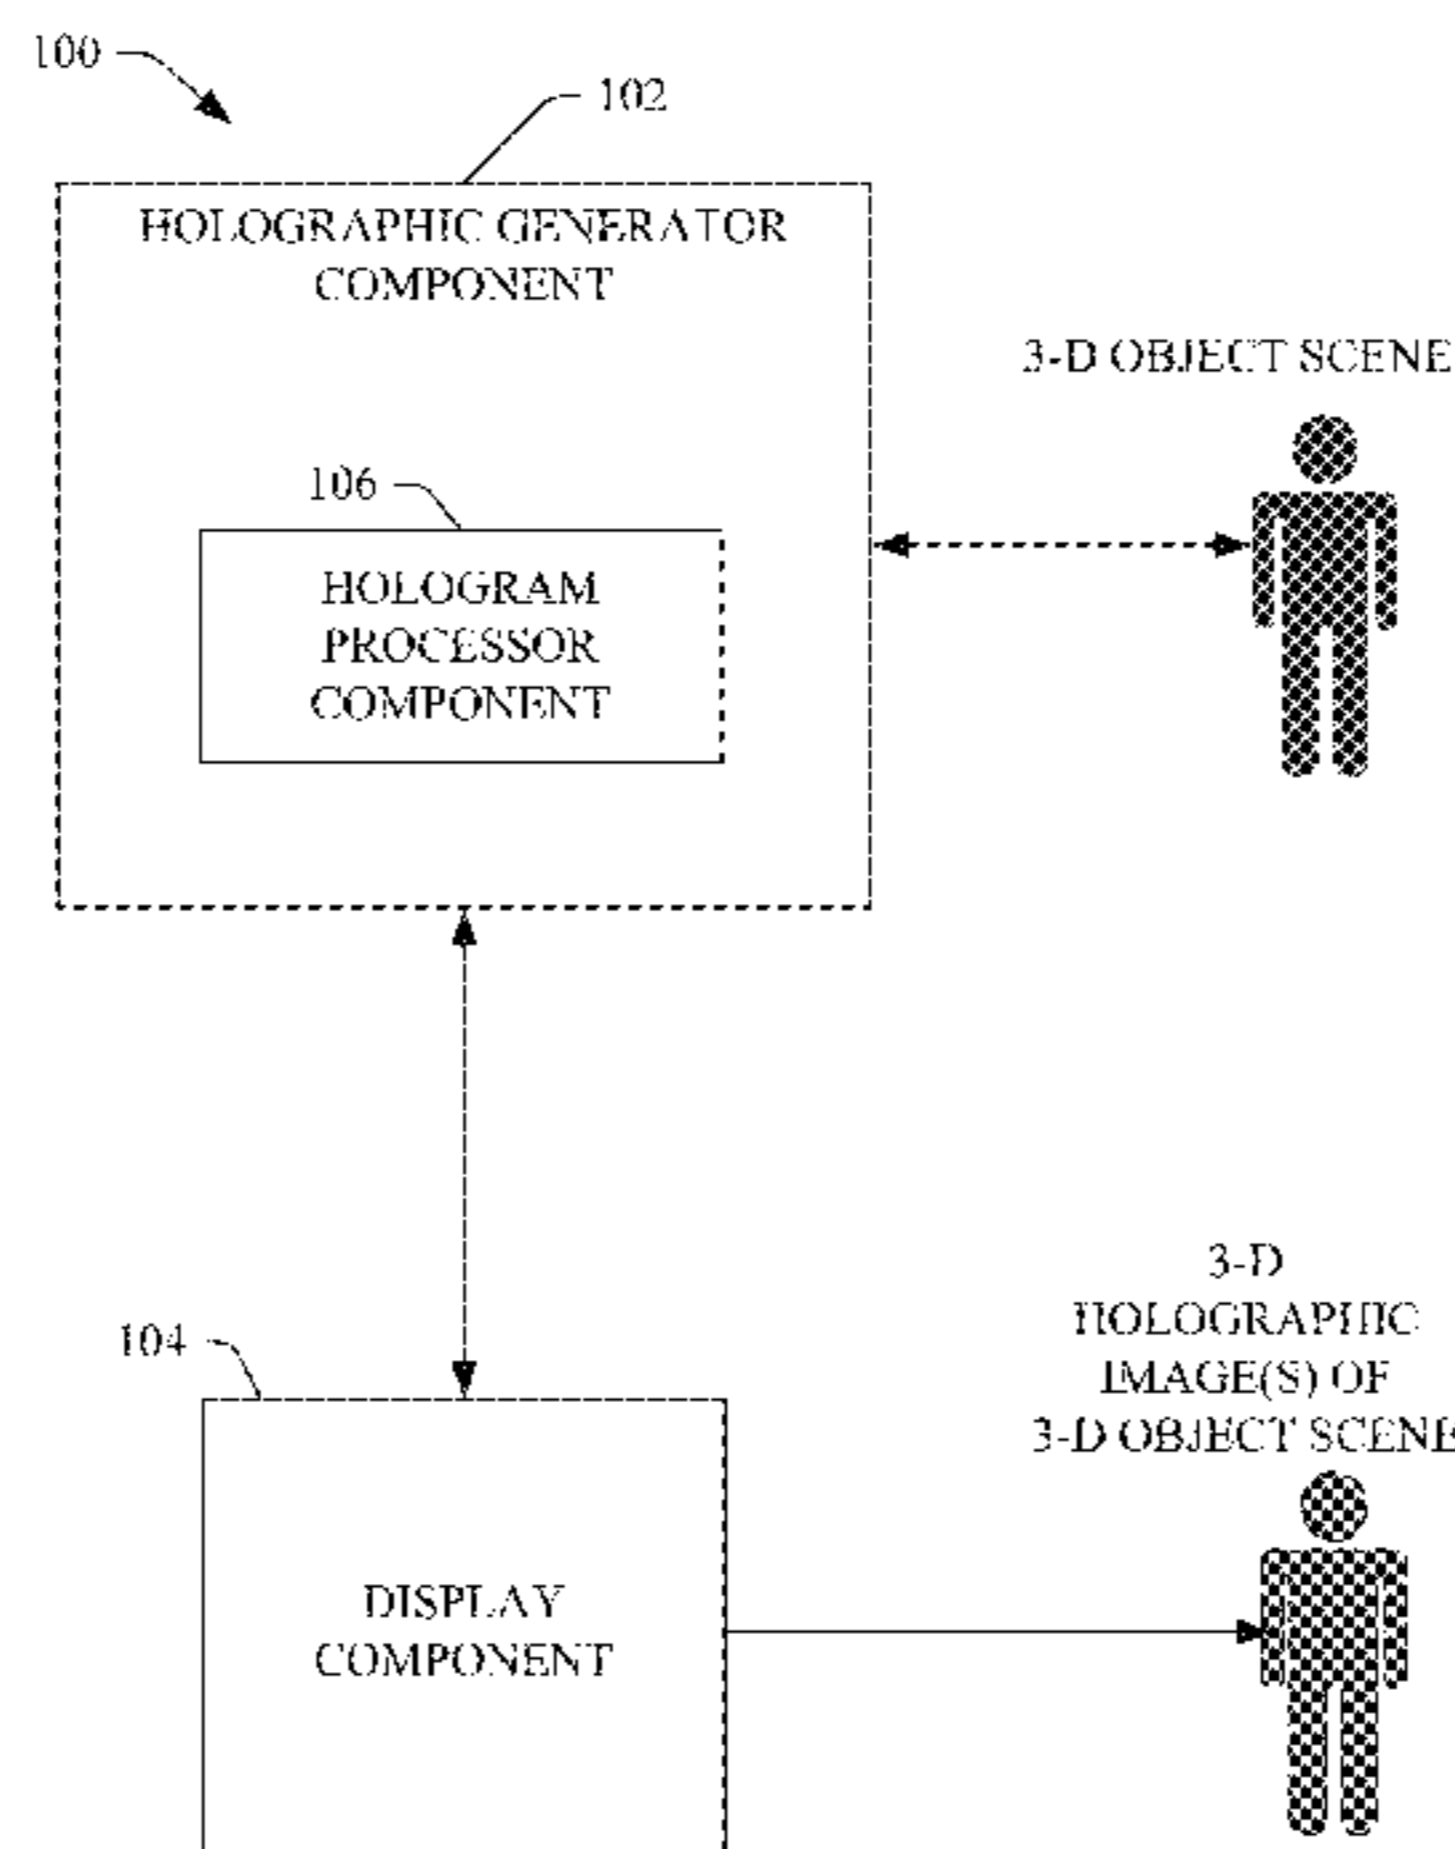 100
102
HOLOGRAPHIC GENERATOR
COMPONENT
3-D OBJECT SCENE
106
HOLOGRAM
PROCESSOR
COMPONENT
3-D
HOLOGRAPHIC
IMAGE(S) OF
3-D OBJECT SCENE
104
DISPLAY
COMPONENT